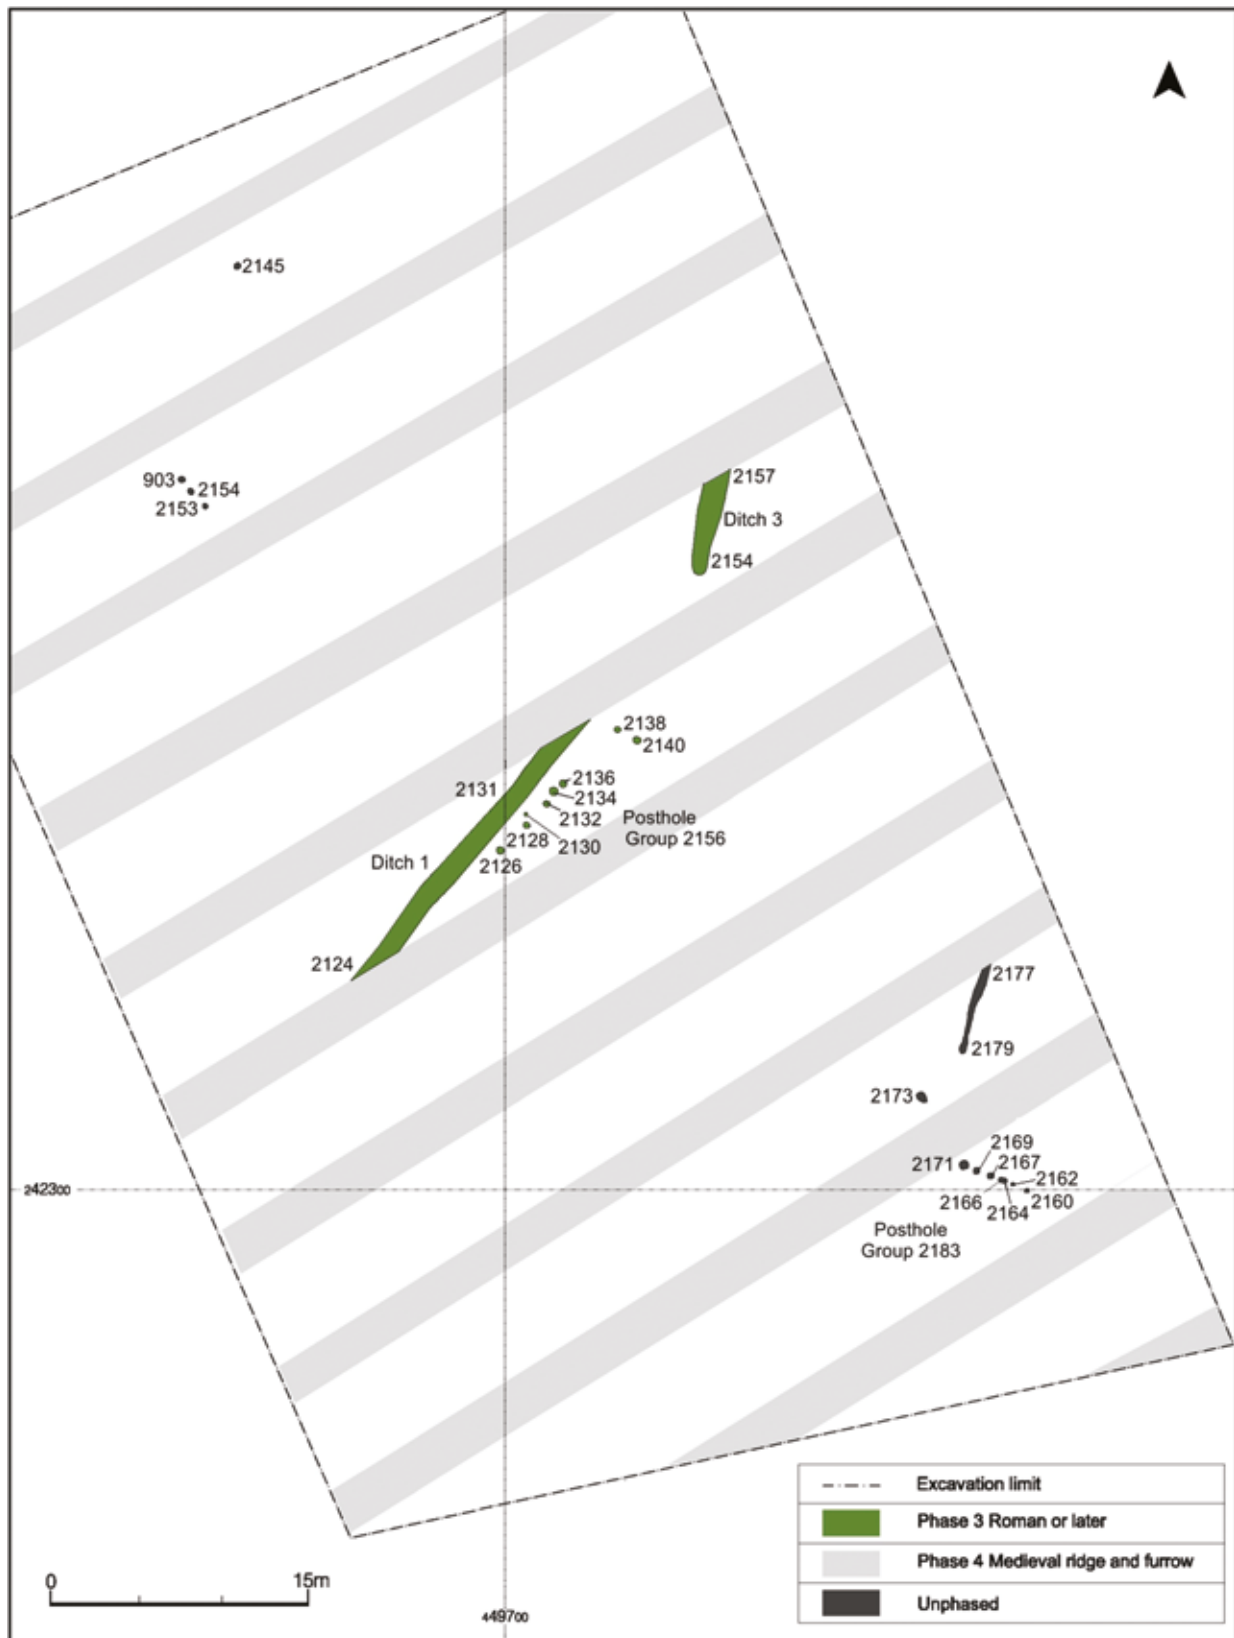 2145
903
2154
2153
2157
Ditch 3
2154
2138
2140
2136
2131
2134
2132
Posthole
Group 2156
2128
2130
Ditch 1
2126
2124
2177
2179
2173
2169
2171
2167
2162
24230​0
2166
2160
2164
Posthole
Group 2183
Excavation limit
Phase 3 Roman or later
Phase 4 Medieval ridge and furrow
Unphased
0 15m
449700